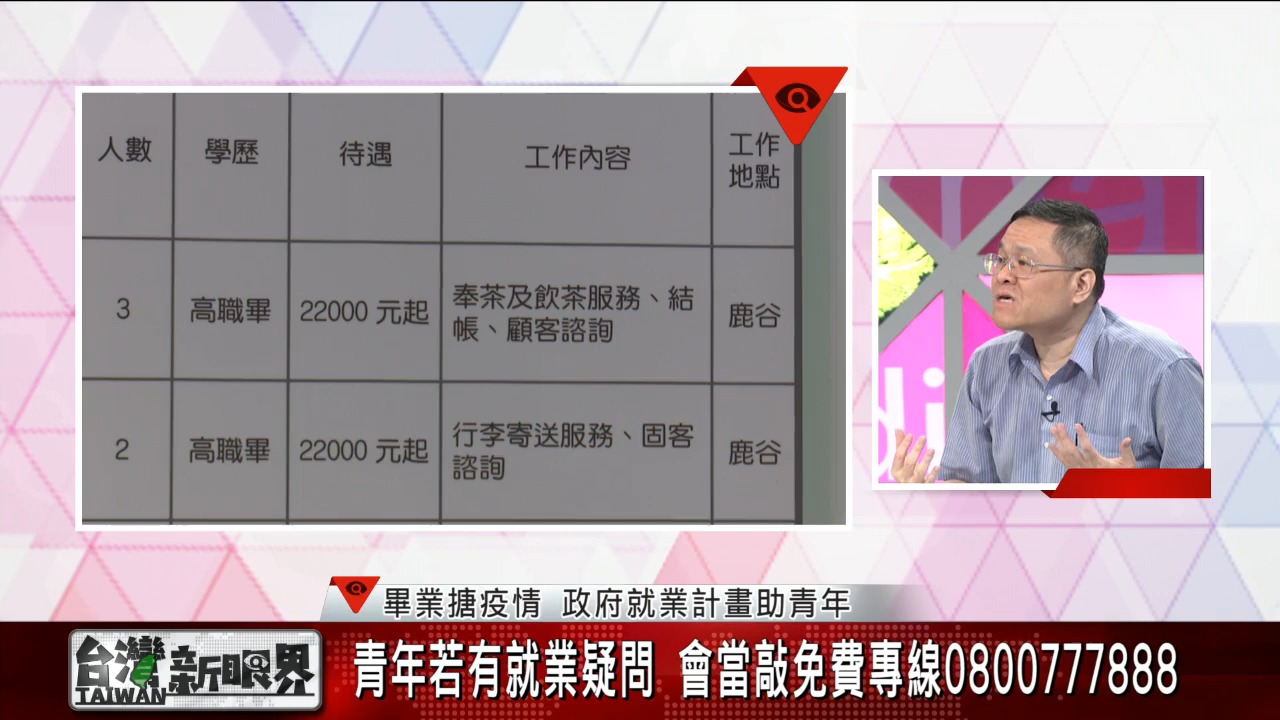 人數
學歷
待遇
工作內容
工作
地點
3
高職畢
22000 元起
奉茶及飲茶服務、結
帳、顧客諮詢
鹿谷
2
高職畢
22000 元起
行李寄送服務、固客
諮詢
鹿谷
di
畢業搪疫情 政府就業計畫助青年
台灣新眼界
TAIWAN
青年若有就業疑問 會當敲免費專線0800777888